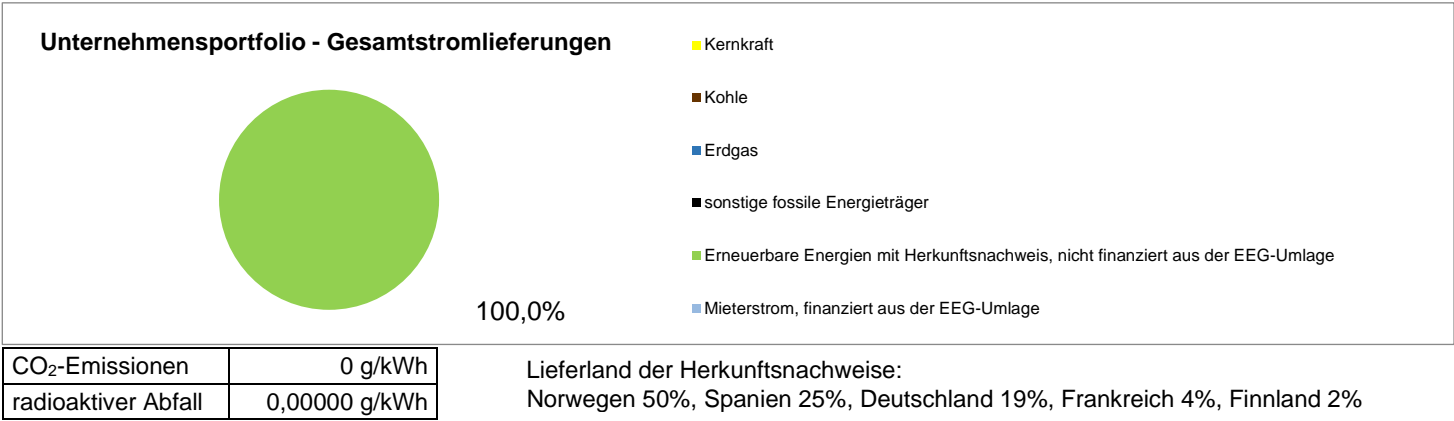 Unternehmensportfolio - Gesamtstromlieferungen
Kernkraft
Kohle
Erdgas
sonstige fossile Energieträger
Erneuerbare Energien mit Herkunftsnachweis, nicht finanziert aus der EEG-Umlage
Mieterstrom, finanziert aus der EEG-Umlage
100,0%
CO₂-Emissionen 0 g/kWh
radioaktiver Abfall 0,00000 g/kWh
Lieferland der Herkunftsnachweise:
Norwegen 50%, Spanien 25%, Deutschland 19%, Frankreich 4%, Finnland 2%